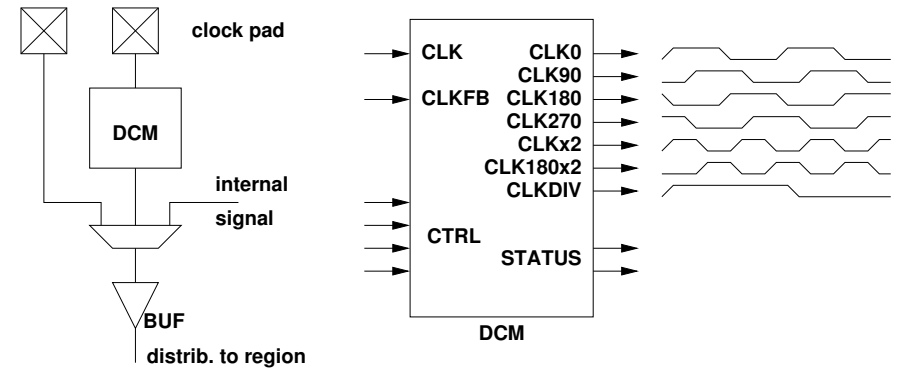 clock pad
DCM
internal
signal
BUF
distrib. to region
CLK
CLKFB
CTRL
CLK0
CLK90
CLK180
CLK270
CLKx2
CLK180x2
CLKDIV
STATUS
DCM